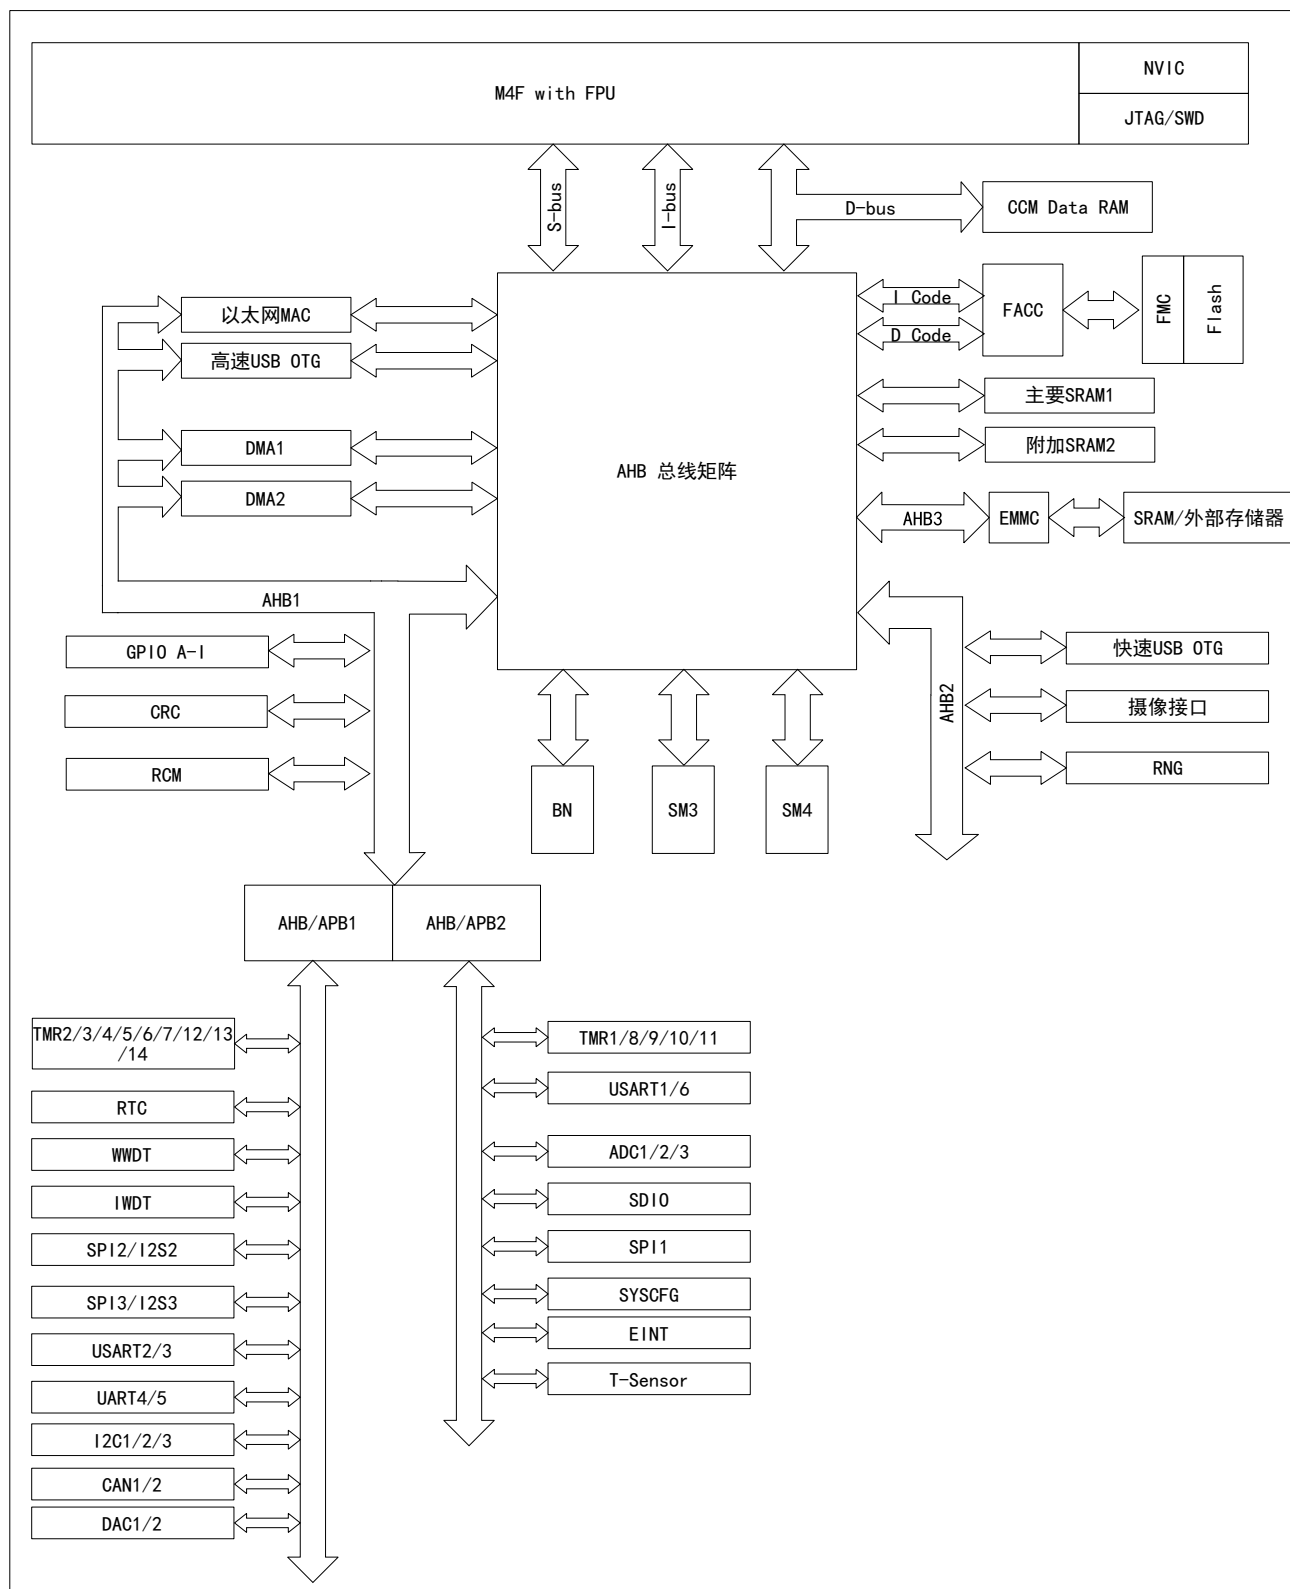 M4F with FPU
NVIC
JTAG/SWD
S-bus
I-bus
D-bus
CCM Data RAM
以太网MAC
高速USB OTG
DMA1
DMA2
AHB 总线矩阵
I Code
D Code
FACC
FMC
Flash
主要SRAM1
附加SRAM2
AHB3
EMMC
SRAM/外部存储器
AHB1
GPIO A-I
CRC
RCM
BN
SM3
SM4
AHB2
快速USB OTG
摄像接口
RNG
AHB/APB1
AHB/APB2
TMR2/3/4/5/6/7/12/13
/14
RTC
WWDT
IWDT
SPI2/I2S2
SPI3/I2S3
USART2/3
UART4/5
I2C1/2/3
CAN1/2
DAC1/2
TMR1/8/9/10/11
USART1/6
ADC1/2/3
SDIO
SPI1
SYSCFG
EINT
T-Sensor